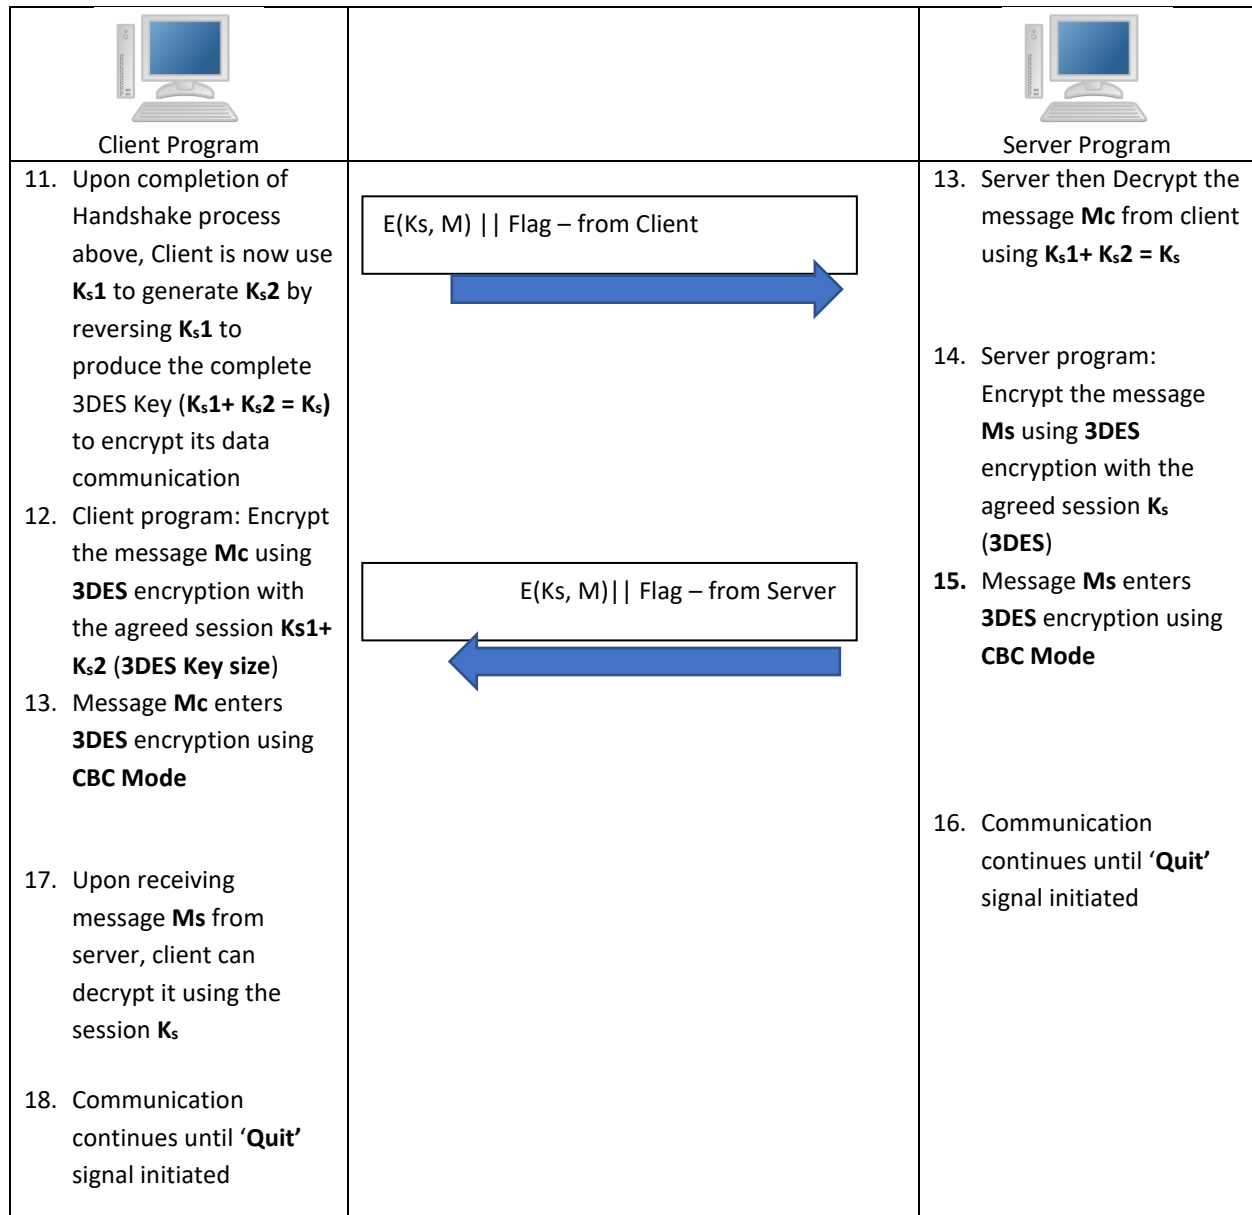 Client Program
Server Program
11. Upon completion of
Handshake process
above, Client is now use
Ks1 to generate Ks2 by
reversing Ks1 to
produce the complete
3DES Key (Ks1+ Ks2 = Ks)
to encrypt its data
communication
12. Client program: Encrypt
the message Mc using
3DES encryption with
the agreed session Ks1+
Ks2 (3DES Key size)
13. Message Mc enters
3DES encryption using
CBC Mode
17. Upon receiving
message Ms from
server, client can
decrypt it using the
session Ks
18. Communication
continues until ‘Quit’
signal initiated
E(Ks, M) || Flag – from Client
E(Ks, M)|| Flag – from Server
13. Server then Decrypt the
message Mc from client
using Ks1+ Ks2 = Ks
14. Server program:
Encrypt the message
Ms using 3DES
encryption with the
agreed session Ks
(3DES)
15. Message Ms enters
3DES encryption using
CBC Mode
16. Communication
continues until ‘Quit’
signal initiated